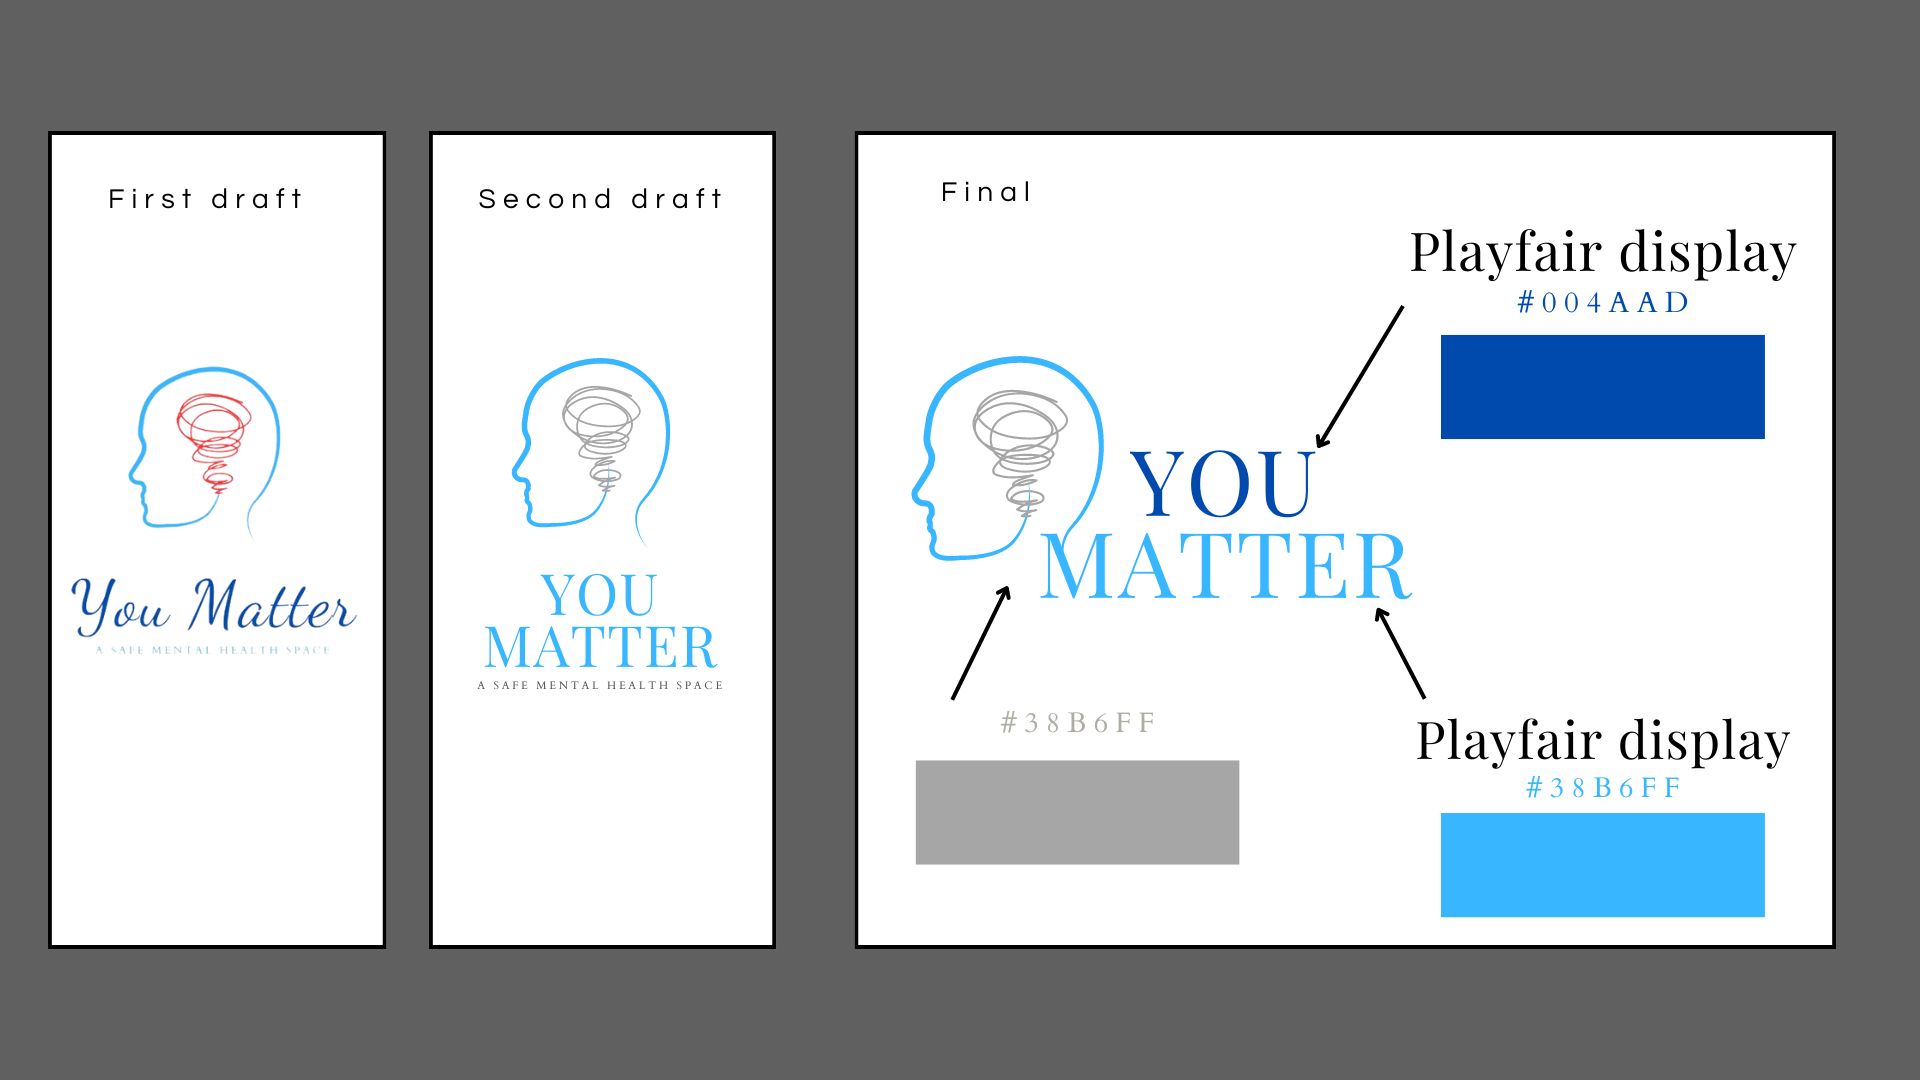 First draft
You Matter
A SAFE MENTAL HEALTH SPACE
Second draft
YOU
MATTER
A SAFE MENTAL HEALTH SPACE
Final
Playfair display
#004AAD
YOU
MATTER
#38B6FF
Playfair display
#38B6FF